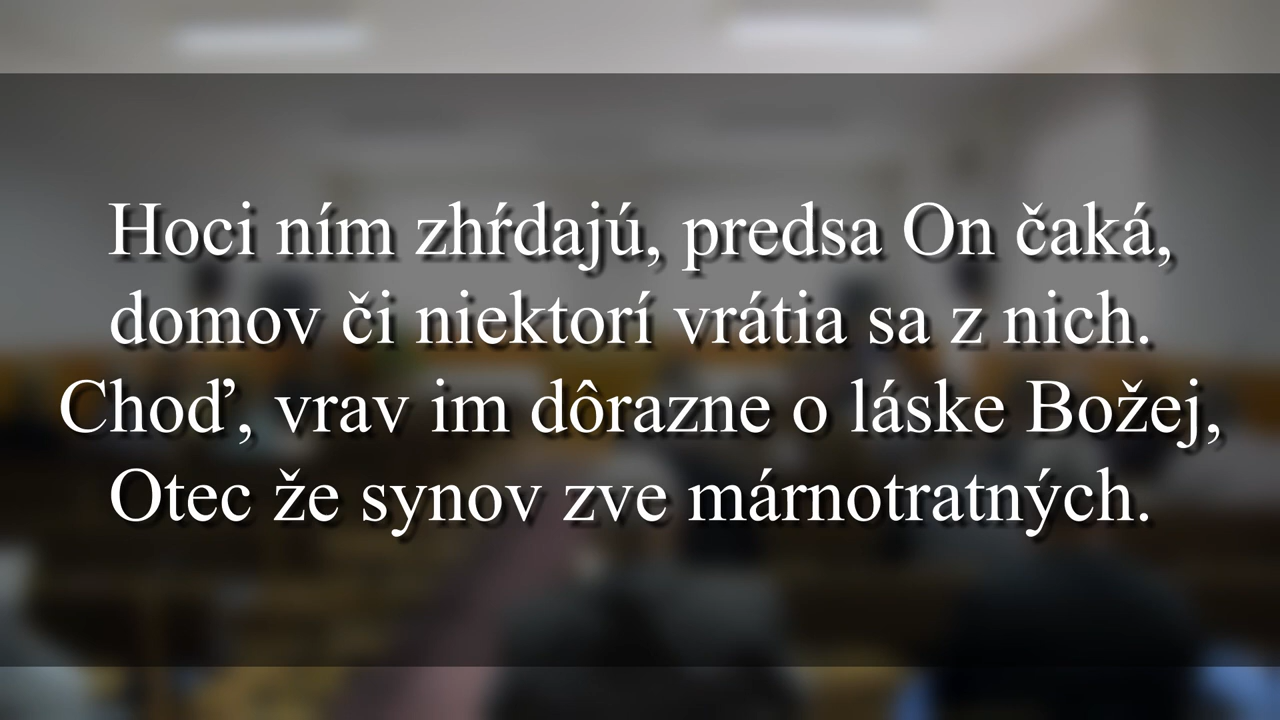 Hoci ním zhŕdajú, predsa On čaká,
domov či niektorí vrátia sa z nich.
Choď, vrav im dôrazne o láske Božej,
Otec že synov zve márnotratných.